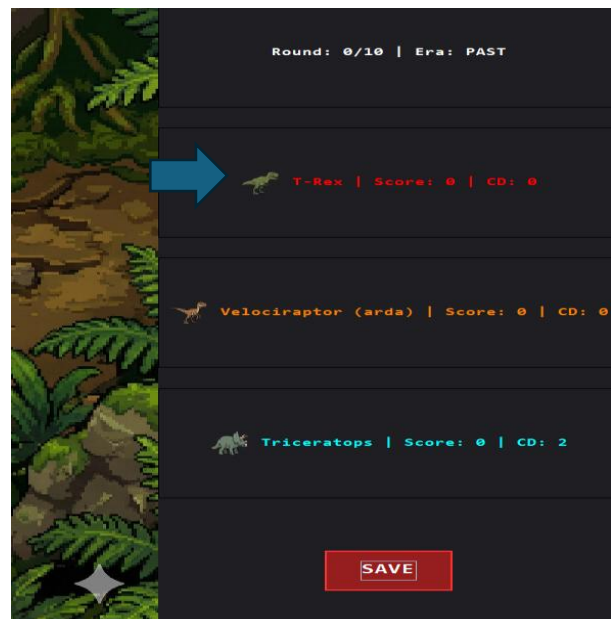 Round: 0/10 | Era: PAST
T-Rex | Score: 0 | CD: 0
Velociraptor (arda) | Score: 0 | CD: 0
Triceratops | Score: 0 | CD: 2
SAVE